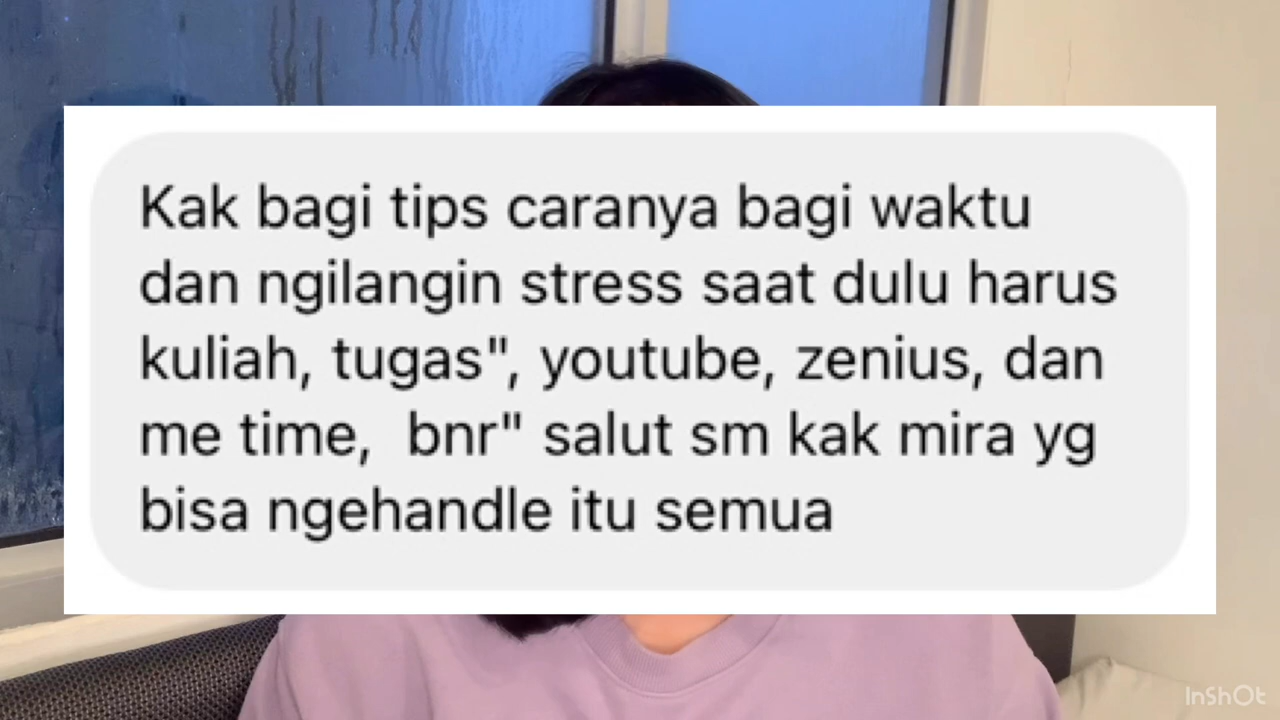 Kak bagi tips caranya bagi waktu
dan ngilangin stress saat dulu harus
kuliah, tugas", youtube, zenius, dan
me time,  bnr" salut sm kak mira yg
bisa ngehandle itu semua
InShOt